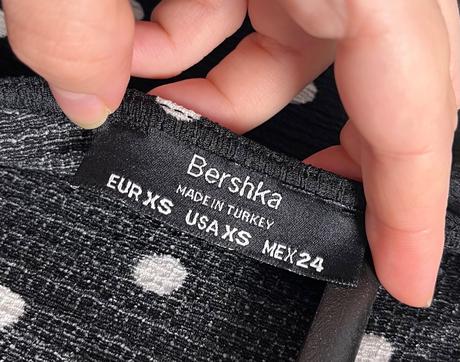 Bershka
MADE IN TURKEY
EUR XS USA XS MEX 24